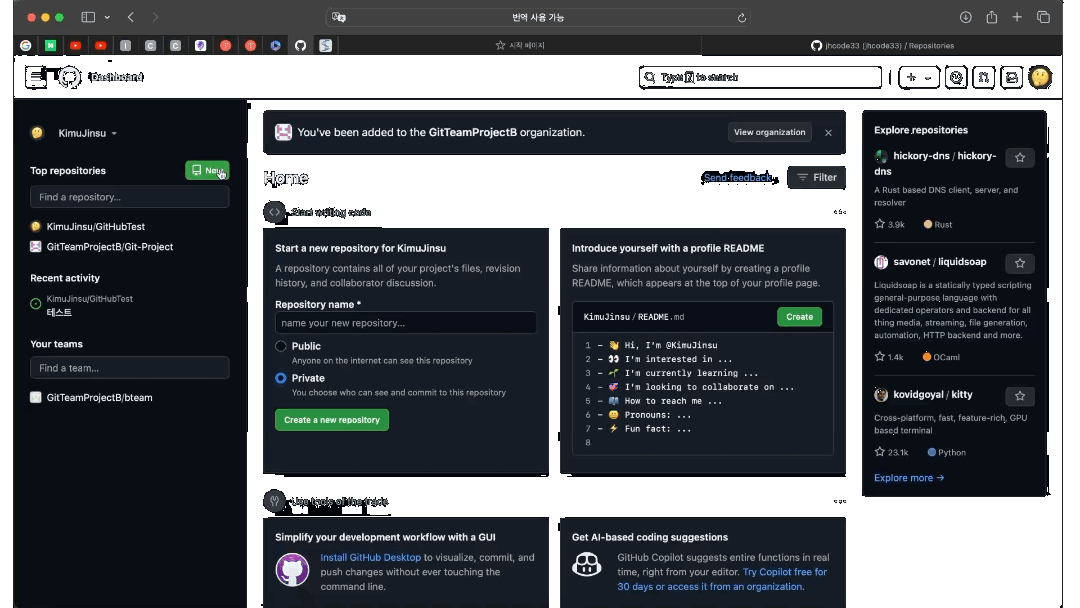 번역 사용 가능
시작 페이지
jhcode33 (jhcode33) / Repositories
Dashboard
Type / to search
KimuJinsu
Top repositories
New
Find a repository...
KimuJinsu/GitHubTest
GitTeamProjectB/Git-Project
Recent activity
KimuJinsu/GitHubTest
테스트
Your teams
Find a team...
GitTeamProjectB/bteam
You've been added to the GitTeamProjectB organization.
View organization
Home
Send feedback
Filter
Start writing code
Start a new repository for KimuJinsu
A repository contains all of your project's files, revision
history, and collaborator discussion.
Repository name *
name your new repository...
Public
Anyone on the internet can see this repository
Private
You choose who can see and commit to this repository
Create a new repository
Introduce yourself with a profile README
Share information about yourself by creating a profile
README, which appears at the top of your profile page.
KimuJinsu / README.md
Create
1 - 👋 Hi, I'm @KimuJinsu
2 - 👀 I'm interested in ...
3 - 🌱 I'm currently learning ...
4 - 💞️ I'm looking to collaborate on ...
5 - 📫 How to reach me ...
6 - 😄 Pronouns: ...
7 - ⚡ Fun fact: ...
8
Use tools of the trade
Simplify your development workflow with a GUI
Install GitHub Desktop to visualize, commit, and
push changes without ever touching the
command line.
Get AI-based coding suggestions
GitHub Copilot suggests entire functions in real
time, right from your editor. Try Copilot free for
30 days or access it from an organization.
Explore repositories
hickory-dns / hickory-
dns
A Rust based DNS client, server, and
resolver
3.9k
Rust
savonet / liquidsoap
Liquidsoap is a statically typed scripting
general-purpose language with
dedicated operators and backend for all
thing media, streaming, file generation,
automation, HTTP backend and more.
1.4k
OCaml
kovidgoyal / kitty
Cross-platform, fast, feature-rich, GPU
based terminal
23.1k
Python
Explore more →